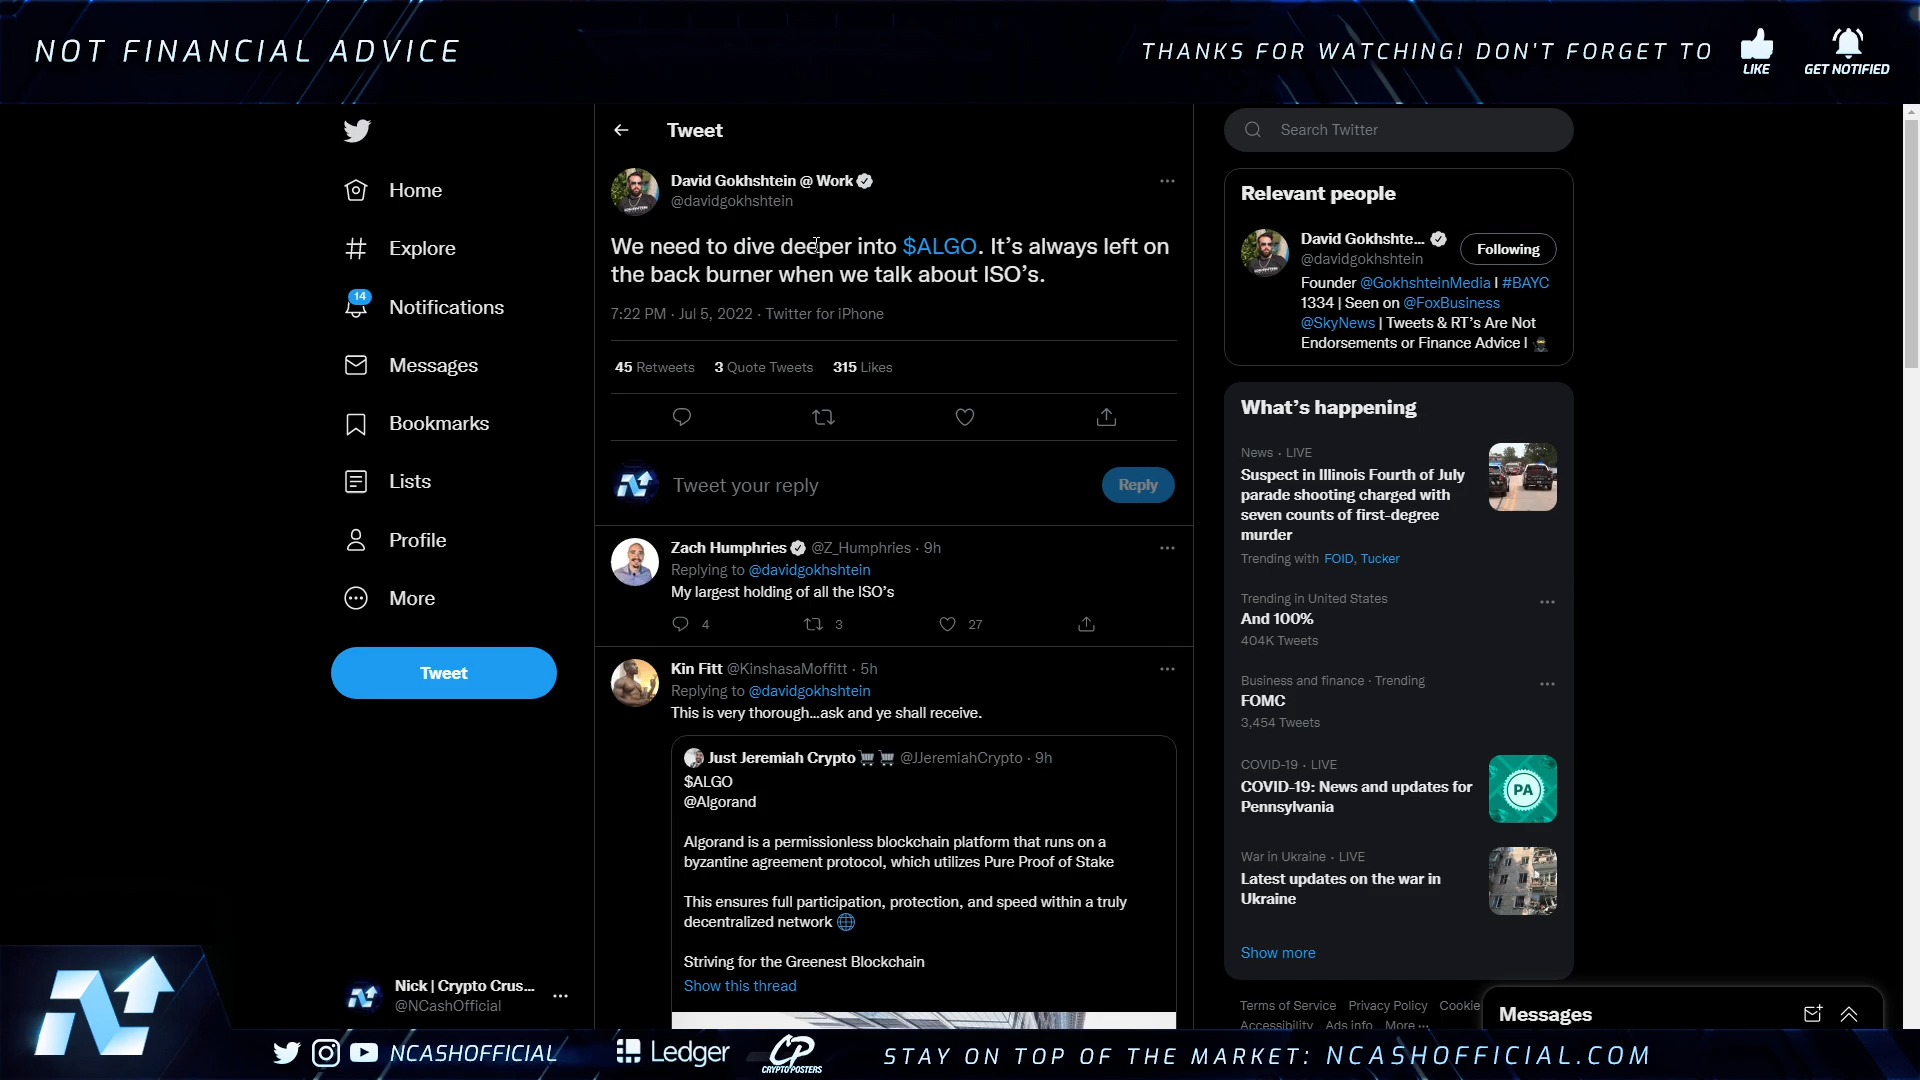 NOT FINANCIAL ADVICE
THANKS FOR WATCHING! DON'T FORGET TO
LIKE
GET NOTIFIED
Home
Explore
14
Notifications
Messages
Bookmarks
Lists
Profile
More
Tweet
Nick | Crypto Crus...
@NCashOfficial
Tweet
David Gokhshtein @ Work
@davidgokhshtein
We need to dive deeper into $ALGO. It’s always left on
the back burner when we talk about ISO’s.
7:22 PM · Jul 5, 2022 · Twitter for iPhone
45 Retweets 3 Quote Tweets 315 Likes
Tweet your reply
Reply
Zach Humphries @Z_Humphries · 9h
Replying to @davidgokhshtein
My largest holding of all the ISO’s
4 3 27
Kin Fitt @KinshasaMoffitt · 5h
Replying to @davidgokhshtein
This is very thorough...ask and ye shall receive.
Just Jeremiah Crypto @JJeremiahCrypto · 9h
$ALGO
@Algorand
Algorand is a permissionless blockchain platform that runs on a
byzantine agreement protocol, which utilizes Pure Proof of Stake
This ensures full participation, protection, and speed within a truly
decentralized network
Striving for the Greenest Blockchain
Show this thread
Search Twitter
Relevant people
David Gokhshte...
@davidgokhshtein
Following
Founder @GokhshteinMedia | #BAYC
1334 | Seen on @FoxBusiness
@SkyNews | Tweets & RT’s Are Not
Endorsements or Finance Advice |
What’s happening
News · LIVE
Suspect in Illinois Fourth of July
parade shooting charged with
seven counts of first-degree
murder
Trending with FOID, Tucker
Trending in United States
And 100%
404K Tweets
Business and finance · Trending
FOMC
3,454 Tweets
COVID-19 · LIVE
COVID-19: News and updates for
Pennsylvania
PA
War in Ukraine · LIVE
Latest updates on the war in
Ukraine
Show more
Terms of Service Privacy Policy Cookie
Accessibility Ads info More ...
Messages
NCASHOFFICIAL
Ledger
CP
CRYPTOPOSTERS
STAY ON TOP OF THE MARKET: NCASHOFFICIAL.COM